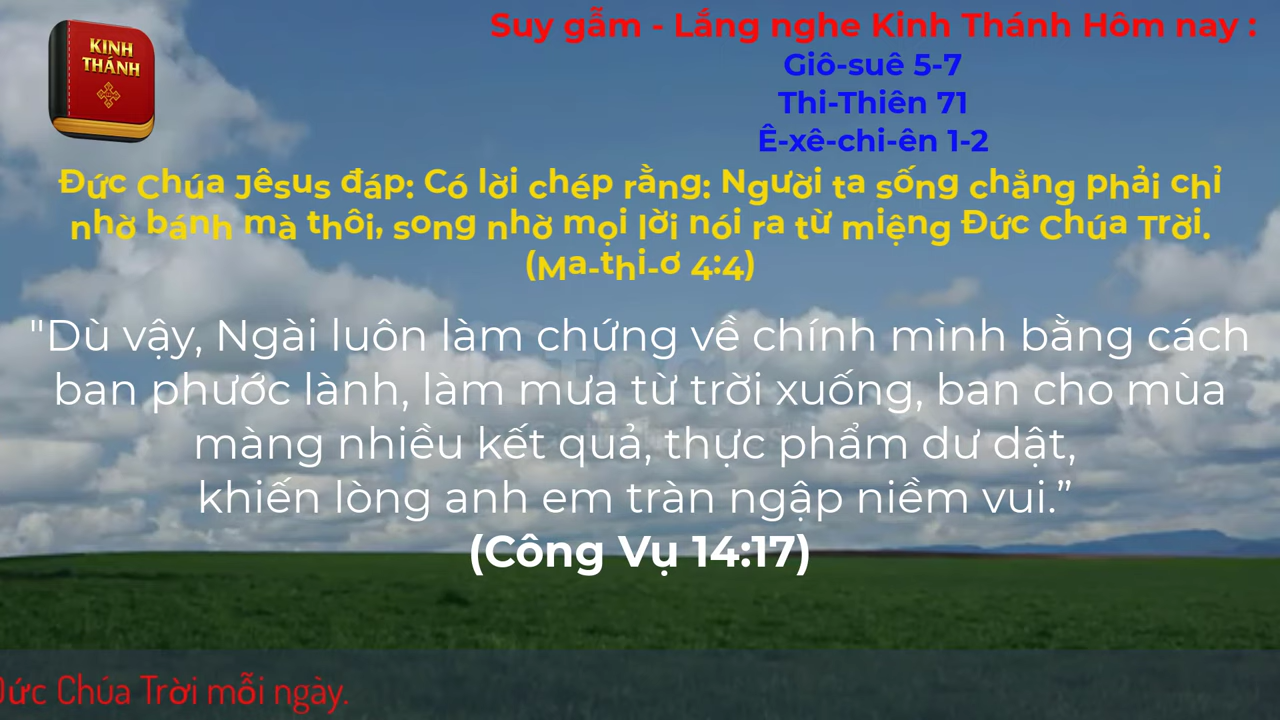 KINH
THÁNH
Suy gẫm - Lắng nghe Kinh Thánh Hôm nay :
Giô-suê 5-7
Thi-Thiên 71
Ê-xê-chi-ên 1-2
Đức Chúa Jêsus đáp: Có lời chép rằng: Người ta sống chẳng phải chỉ
nhờ bánh mà thôi, song nhờ mọi lời nói ra từ miệng Đức Chúa Trời.
(Ma-thi-ơ 4:4)
"Dù vậy, Ngài luôn làm chứng về chính mình bằng cách
ban phước lành, làm mưa từ trời xuống, ban cho mùa
màng nhiều kết quả, thực phẩm dư dật,
khiến lòng anh em tràn ngập niềm vui.”
(Công Vụ 14:17)
Đức Chúa Trời mỗi ngày.